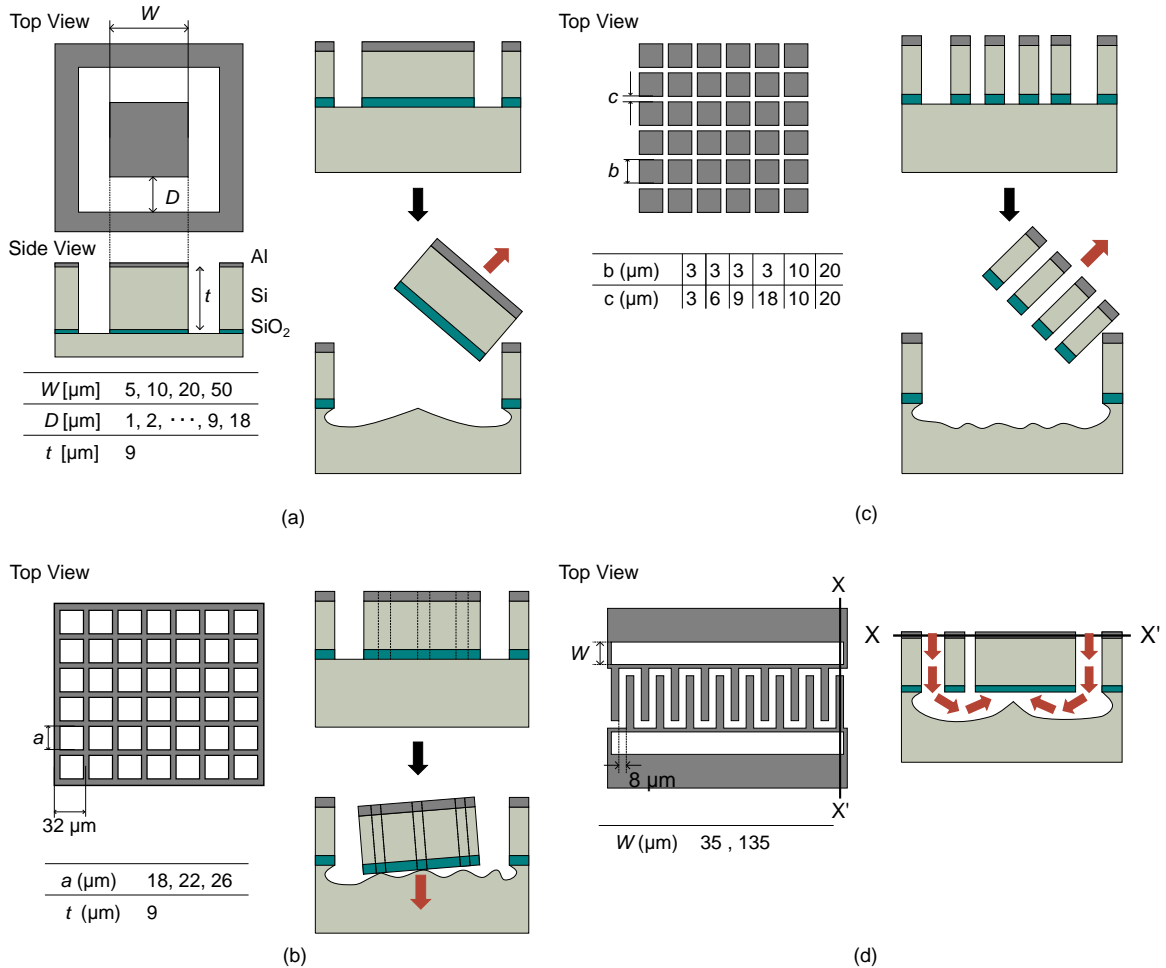 Top View
W
D
Side View
Al
t
Si
SiO2
W [µm] 5, 10, 20, 50
D [µm] 1, 2, ･･･, 9, 18
t [µm] 9
(a)
Top View
c
b
b (µm) 3 3 3 3 10 20
c (µm) 3 6 9 18 10 20
(c)
Top View
a
32 µm
a (µm) 18, 22, 26
t (µm) 9
(b)
Top View
X
W
8 µm
X'
W (µm) 35 , 135
X X'
(d)